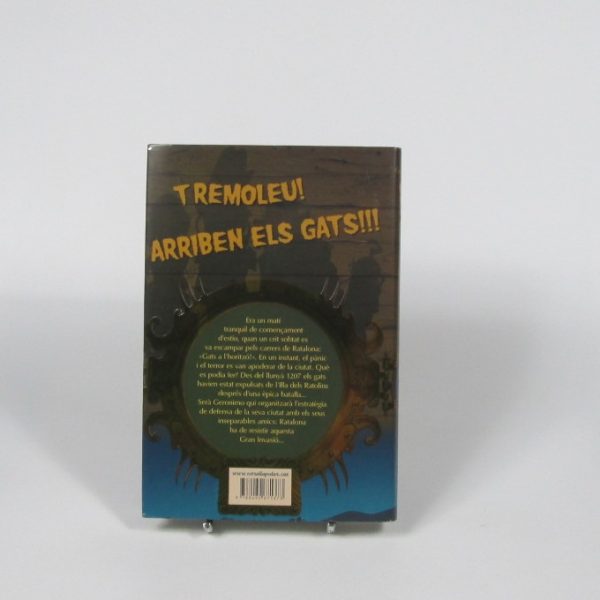 TREMOLEU!
ARRIBEN ELS GATS!!!
Era un matí
tranquil de començament
d'estiu, quan un crit solitat es
va escampar pels carrers de Rataluna:
«Gats a l'horitzó!». En un instant, el pànic
i el terror es van apoderar de la ciutat. Què
es podia fer? Des del llunyà 1207 els gats
havien estat expulsats de l'Illa dels Ratolins
després d'una èpica batalla...
Serà Geronimo qui organitzarà l'estratègia
de defensa de la seva ciutat amb els seus
inseparables amics: Rataluna
ha de resistir aquesta
Gran Invasió...